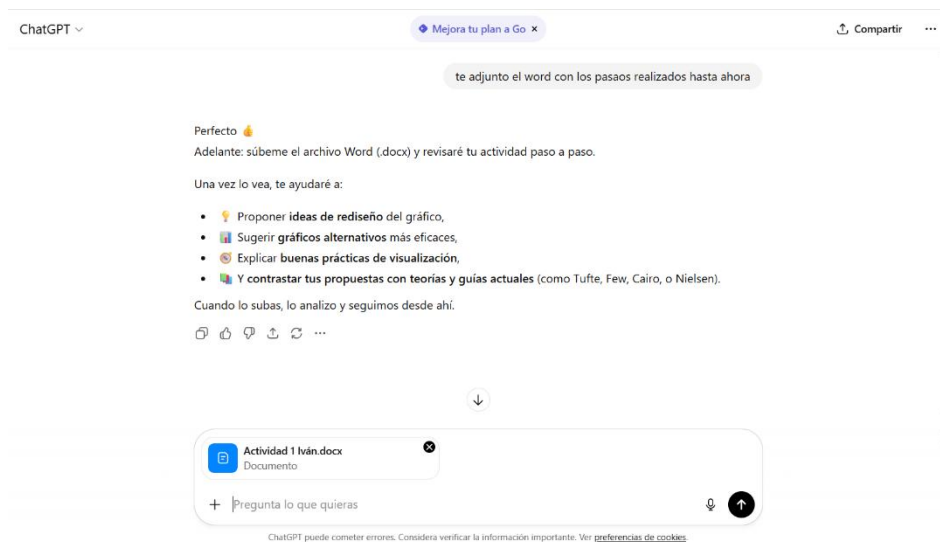 ChatGPT
Mejora tu plan a Go ×
Compartir
te adjunto el word con los pasaos realizados hasta ahora
Perfecto 👍
Adelante: súbeme el archivo Word (.docx) y revisaré tu actividad paso a paso.
Una vez lo vea, te ayudaré a:
• 💡 Proponer ideas de rediseño del gráfico,
• 📊 Sugerir gráficos alternativos más eficaces,
• 🎯 Explicar buenas prácticas de visualización,
• 📚 Y contrastar tus propuestas con teorías y guías actuales (como Tufte, Few, Cairo, o Nielsen).
Cuando lo subas, lo analizo y seguimos desde ahí.
Actividad 1 Iván.docx
Documento
Pregunta lo que quieras
ChatGPT puede cometer errores. Considera verificar la información importante. Ver preferencias de cookies.